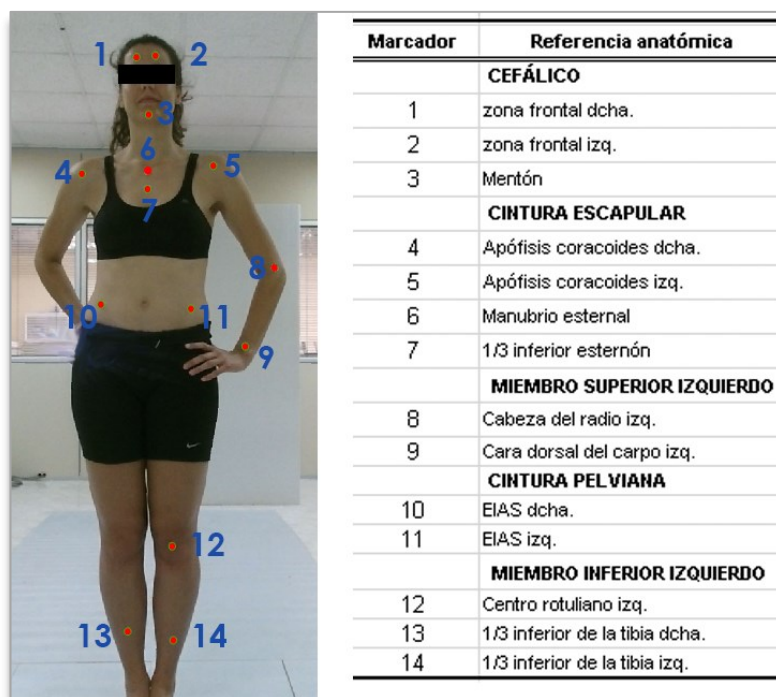 1
2
3
6
4
5
7
8
10
11
9
12
13
14
Marcador Referencia anatómica
CEFÁLICO
1 zona frontal dcha.
2 zona frontal izq.
3 Mentón
CINTURA ESCAPULAR
4 Apófisis coracoides dcha.
5 Apófisis coracoides izq.
6 Manubrio esternal
7 1/3 inferior esternón
MIEMBRO SUPERIOR IZQUIERDO
8 Cabeza del radio izq.
9 Cara dorsal del carpo izq.
CINTURA PELVIANA
10 EIAS dcha.
11 EIAS izq.
MIEMBRO INFERIOR IZQUIERDO
12 Centro rotuliano izq.
13 1/3 inferior de la tibia dcha.
14 1/3 inferior de la tibia izq.